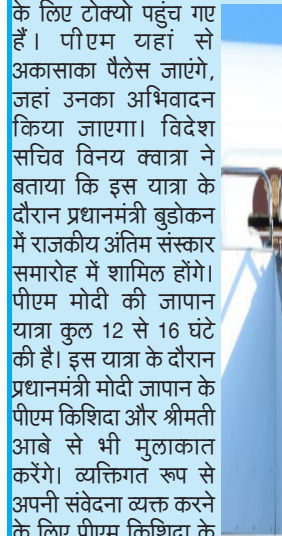 के लिए टोक्यो पहुंच गए
हैं। पीएम यहां से
अकासाका पैलेस जाएंगे,
जहां उनका अभिवादन
किया जाएगा। विदेश
सचिव विनय क्वात्रा ने
बताया कि इस यात्रा के
दौरान प्रधानमंत्री बुडोकन
में राजकीय अंतिम संस्कार
समारोह में शामिल होंगे।
पीएम मोदी की जापान
यात्रा कुल 12 से 16 घंटे
की है। इस यात्रा के दौरान
प्रधानमंत्री मोदी जापान के
पीएम किशिदा और श्रीमती
आबे से भी मुलाकात
करेंगे। व्यक्तिगत रूप से
अपनी संवेदना व्यक्त करने
के लिए पीएम किशिदा के